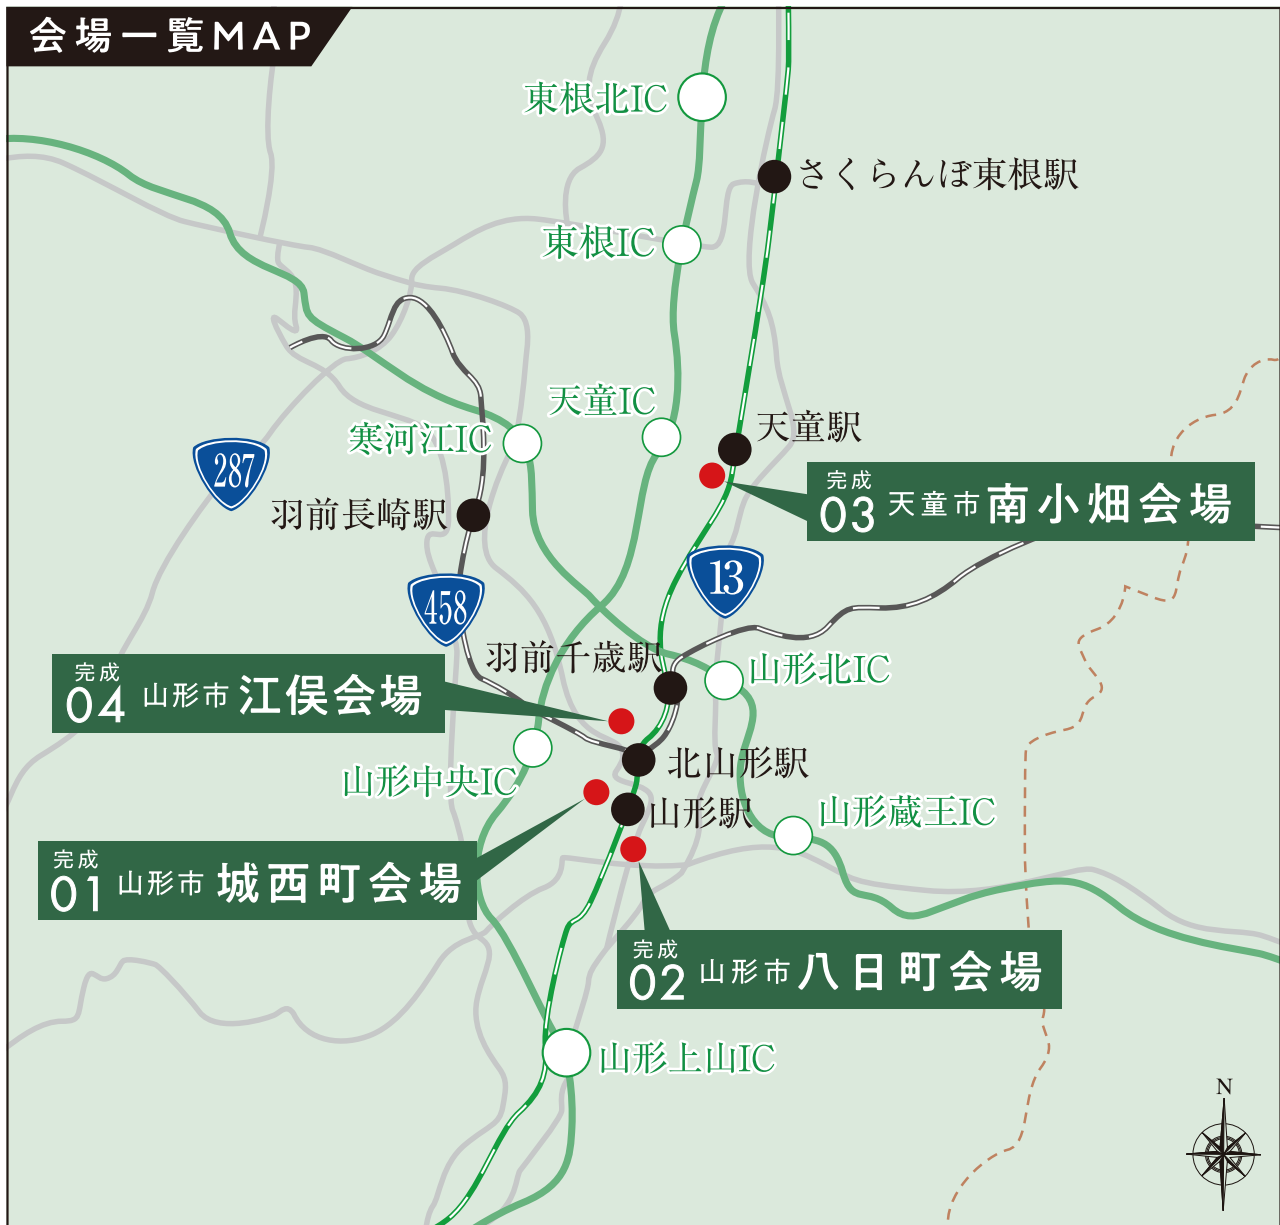 会場一覧MAP
東根北IC
さくらんぼ東根駅
東根IC
天童IC
天童駅
寒河江IC
287
完成
03 天童市 南小畑会場
羽前長崎駅
13
458
羽前千歳駅
山形北IC
完成
04 山形市 江俣会場
北山形駅
山形中央IC
山形駅
山形蔵王IC
完成
01 山形市 城西町会場
完成
02 山形市 八日町会場
山形上山IC
N